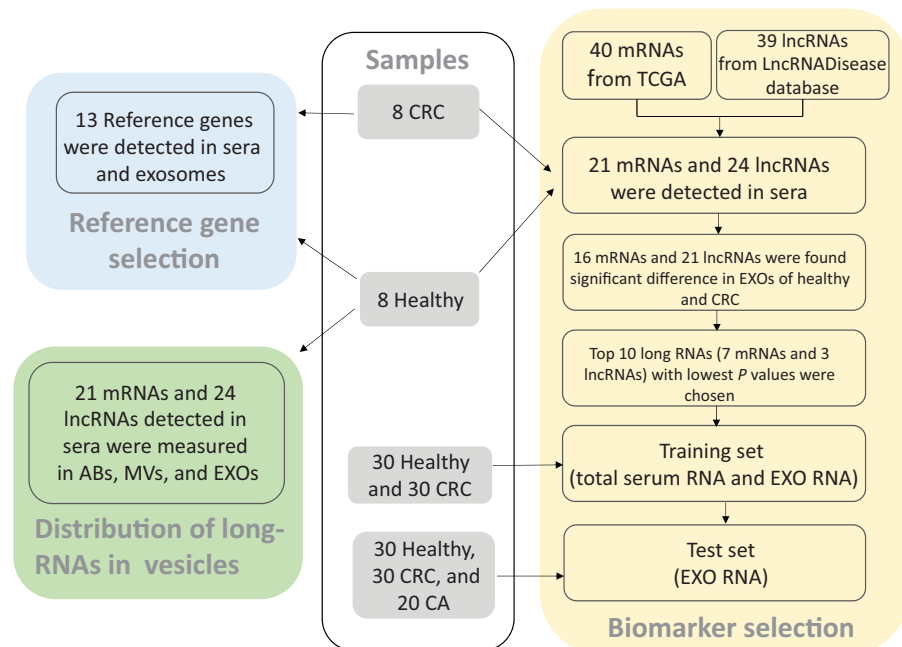 13 Reference genes
were detected in sera
and exosomes
Reference gene
selection
21 mRNAs and 24
lncRNAs detected in
sera were measured
in ABs, MVs, and EXOs
Distribution of long-
RNAs in vesicles
Samples
8 CRC
8 Healthy
30 Healthy
and 30 CRC
30 Healthy,
30 CRC, and
20 CA
40 mRNAs
from TCGA
39 lncRNAs
from LncRNADisease
database
21 mRNAs and 24 lncRNAs
were detected in sera
16 mRNAs and 21 lncRNAs were found
significant difference in EXOs of healthy
and CRC
Top 10 long RNAs (7 mRNAs and 3
lncRNAs) with lowest P values were
chosen
Training set
(total serum RNA and EXO RNA)
Test set
(EXO RNA)
Biomarker selection